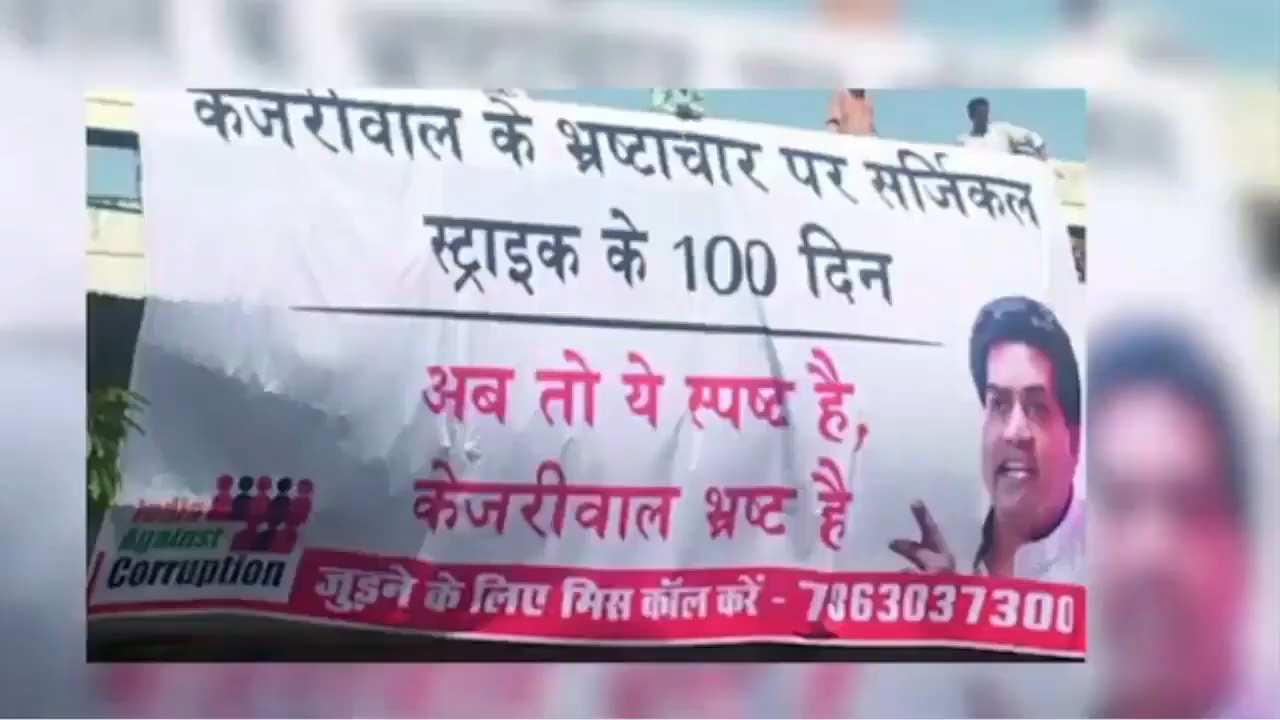 केजरीवाल के भ्रष्टाचार पर सर्जिकल
स्ट्राइक के 100 दिन
अब तो ये स्पष्ट है,
केजरीवाल भ्रष्ट है
India
Against
Corruption
जुड़ने के लिए मिस कॉल करें - 7863037300